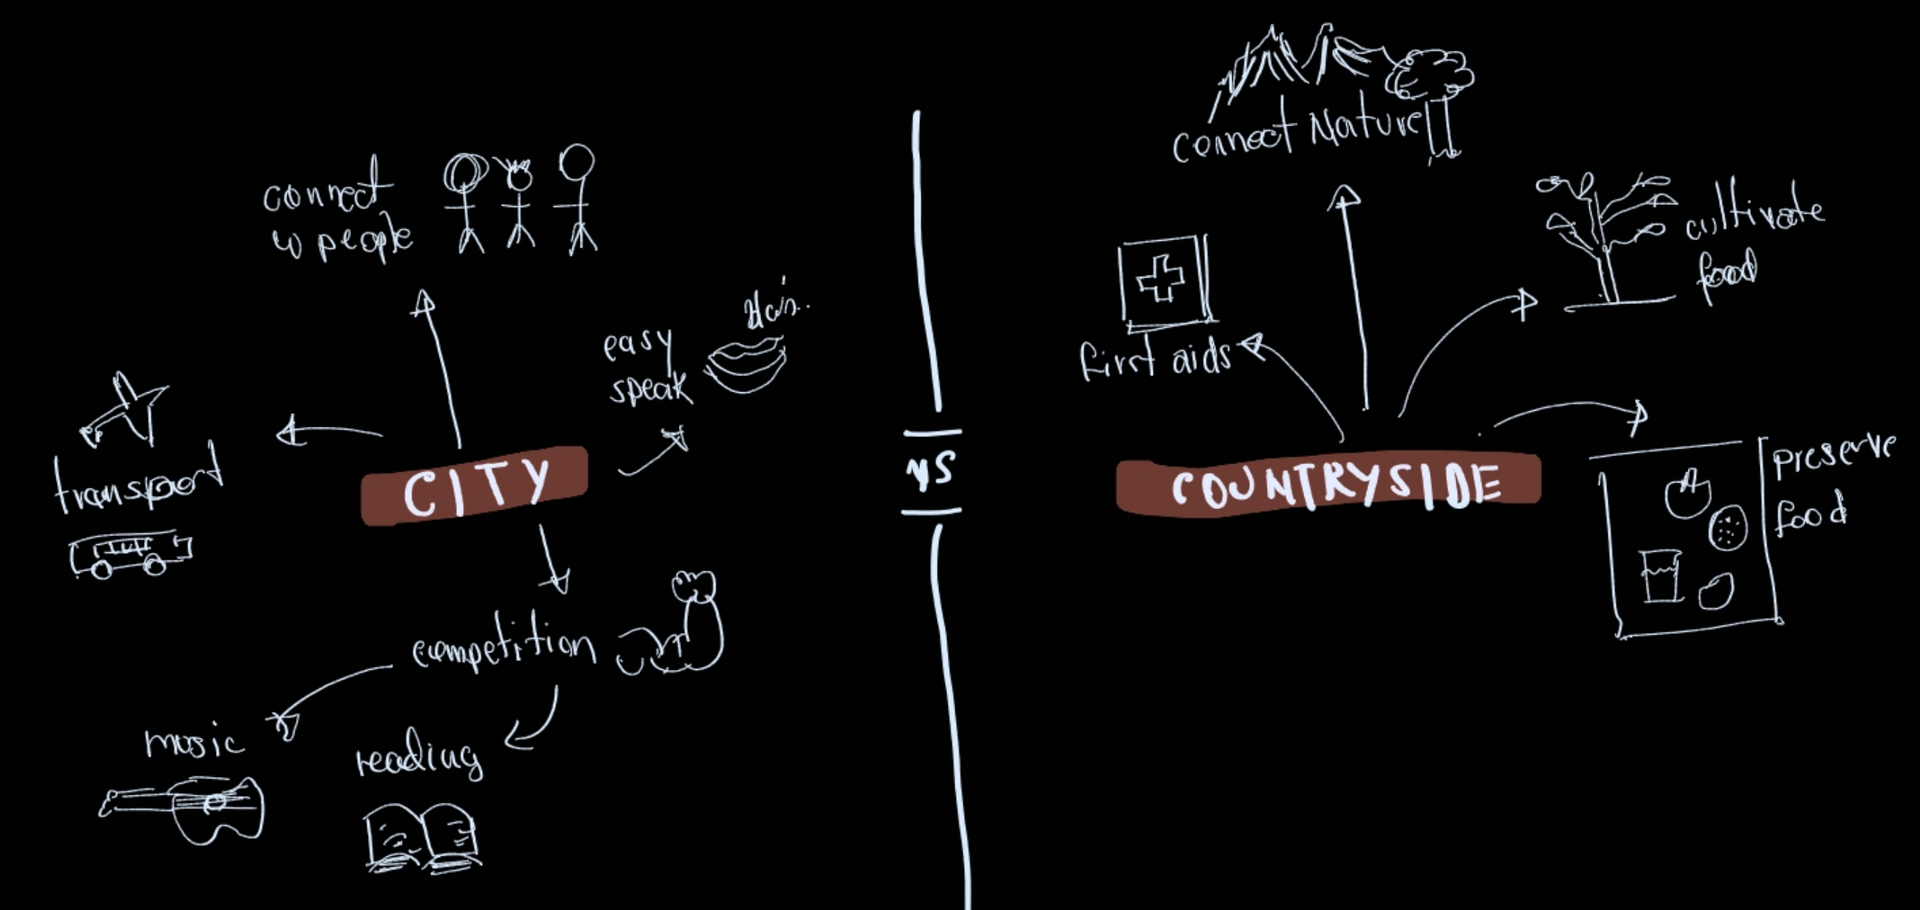 connect
w people
easy
speak
transport
CITY
competition
music
reading
vs
connect Nature
cultivate
food
first aids
COUNTRYSIDE
preserve
food